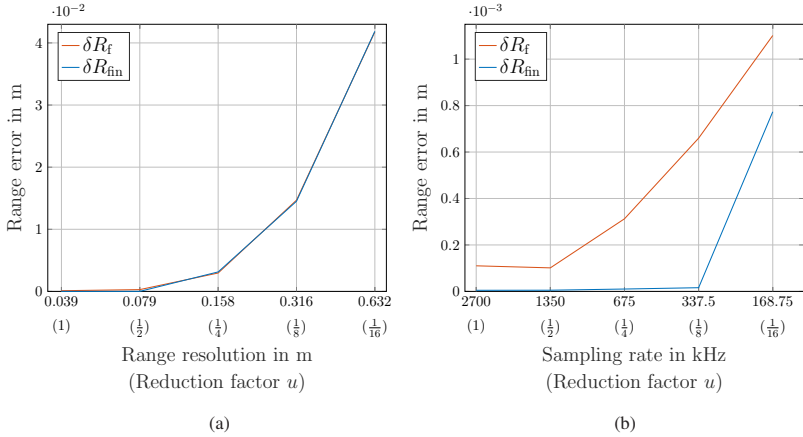 ·10⁻²
δR_f
δR_fin
Range error in m
4
2
1
0
0.039 0.079 0.158 0.316 0.632
(1) (1/2) (1/4) (1/8) (1/16)
Range resolution in m
(Reduction factor u)
(a)
·10⁻³
δR_f
δR_fin
Range error in m
1
0.8
0.6
0.4
0.2
0
2700 1350 675 337.5 168.75
(1) (1/2) (1/4) (1/8) (1/16)
Sampling rate in kHz
(Reduction factor u)
(b)